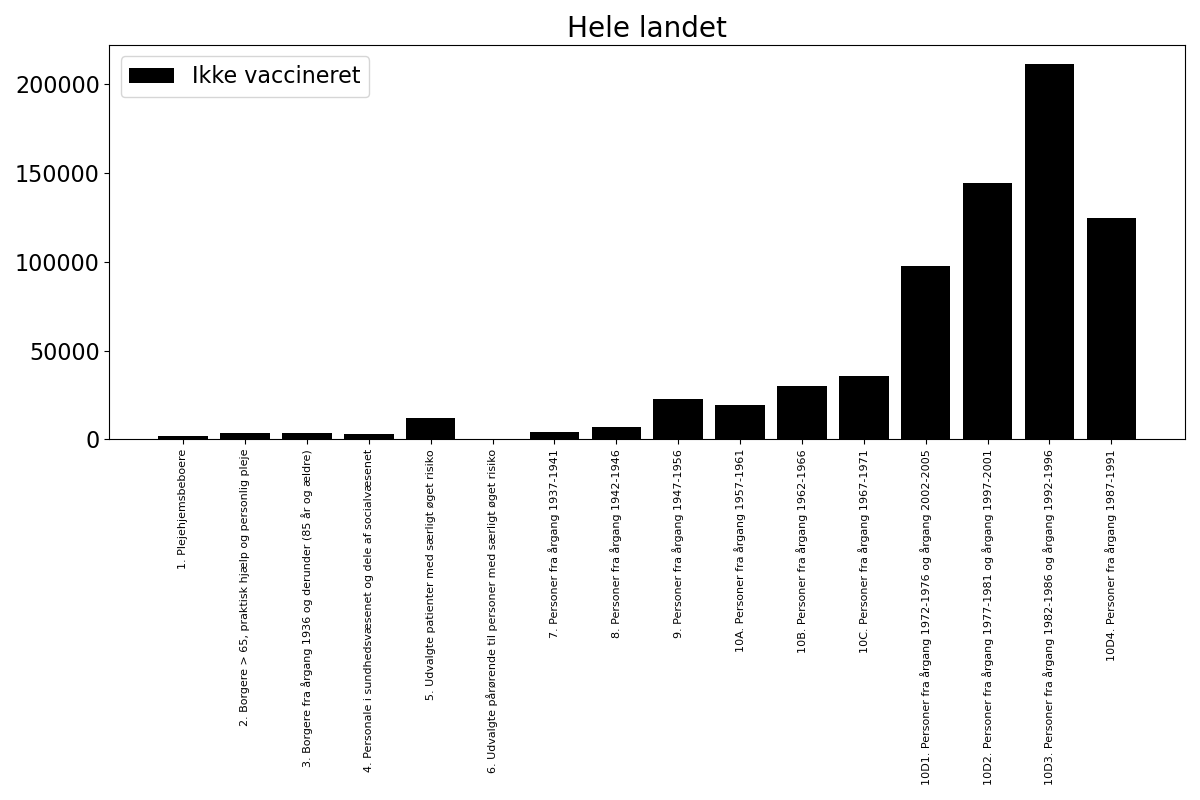 Hele landet
Ikke vaccineret
200000
150000
100000
50000
0
1. Plejehjemsbeboere
2. Borgere > 65, praktisk hjælp og personlig pleje
3. Borgere fra årgang 1936 og derunder (85 år og ældre)
4. Personale i sundhedsvæsenet og dele af socialvæsenet
5. Udvalgte patienter med særligt øget risiko
6. Udvalgte pårørende til personer med særligt øget risiko
7. Personer fra årgang 1937-1941
8. Personer fra årgang 1942-1946
9. Personer fra årgang 1947-1956
10A. Personer fra årgang 1957-1961
10B. Personer fra årgang 1962-1966
10C. Personer fra årgang 1967-1971
10D1. Personer fra årgang 1972-1976 og årgang 2002-2005
10D2. Personer fra årgang 1977-1981 og årgang 1997-2001
10D3. Personer fra årgang 1982-1986 og årgang 1992-1996
10D4. Personer fra årgang 1987-1991